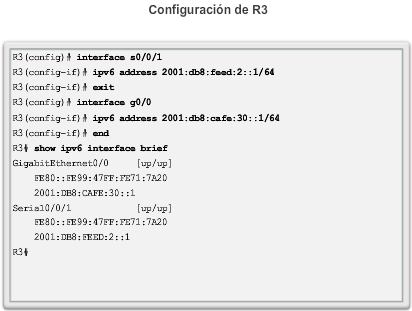 Configuración de R3
R3(config)# interface s0/0/1
R3(config-if)# ipv6 address 2001:db8:feed:2::1/64
R3(config-if)# exit
R3(config)# interface g0/0
R3(config-if)# ipv6 address 2001:db8:cafe:30::1/64
R3(config-if)# end
R3# show ipv6 interface brief
GigabitEthernet0/0 [up/up]
FE80::FE99:47FF:FE71:7A20
2001:DB8:CAFE:30::1
Serial0/0/1 [up/up]
FE80::FE99:47FF:FE71:7A20
2001:DB8:FEED:2::1
R3#